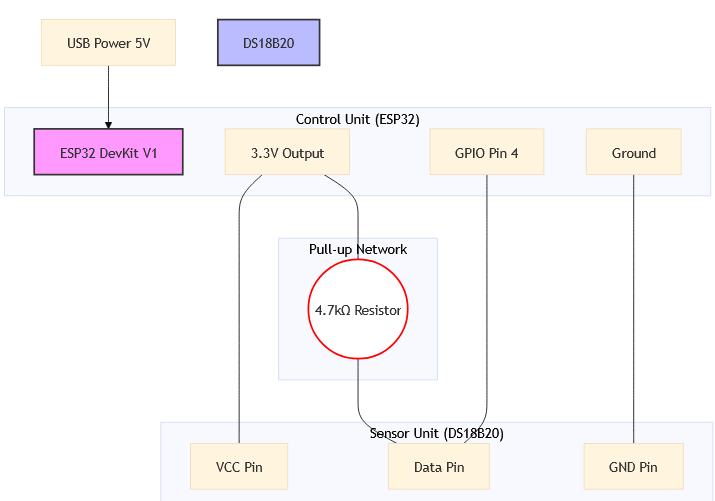 USB Power 5V
DS18B20
Control Unit (ESP32)
ESP32 DevKit V1
3.3V Output
GPIO Pin 4
Ground
Pull-up Network
4.7kΩ Resistor
Sensor Unit (DS18B20)
VCC Pin
Data Pin
GND Pin